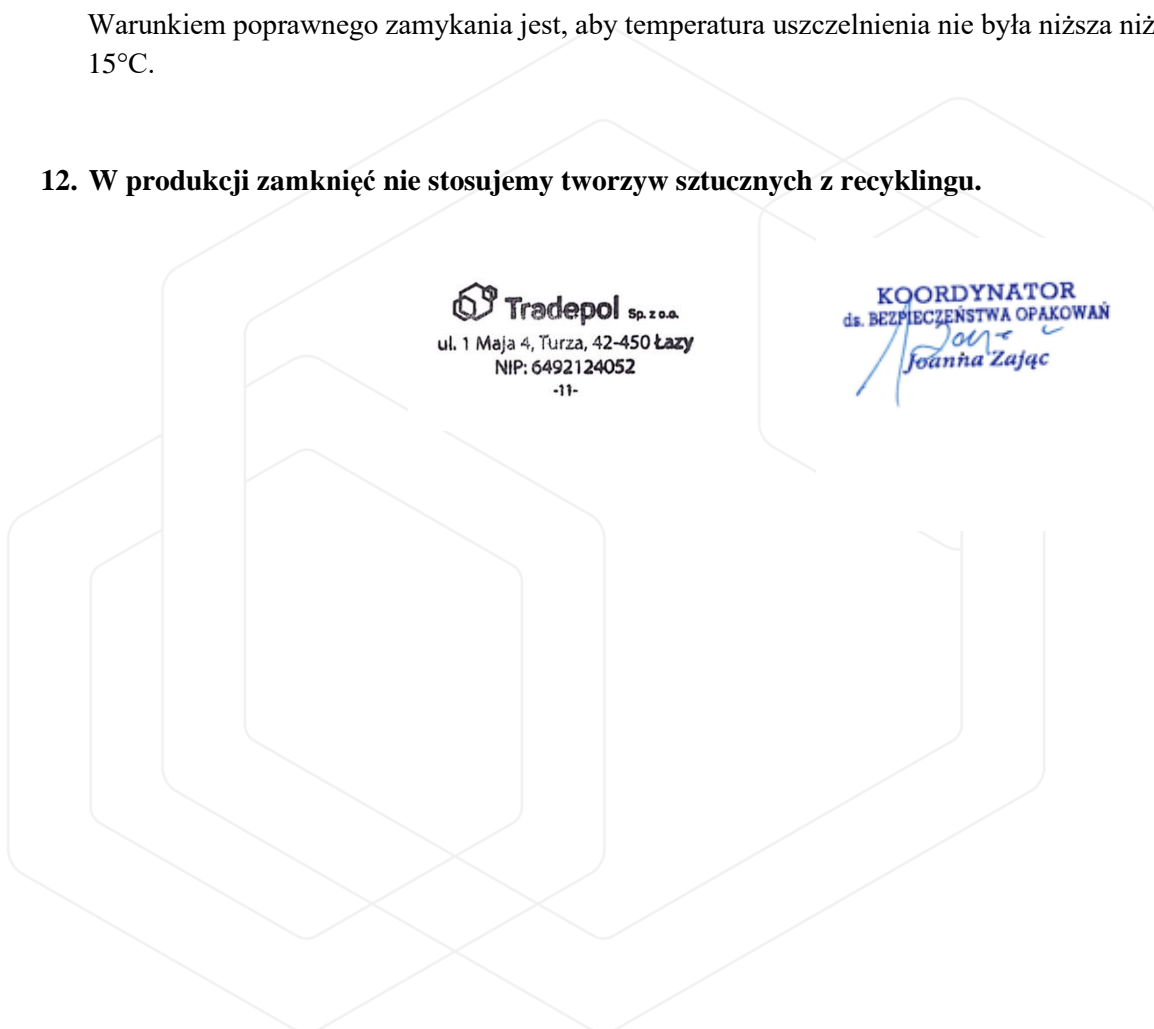 Warunkiem poprawnego zamykania jest, aby temperatura uszczelnienia nie była niższa niż
15°C.
12. W produkcji zamknięć nie stosujemy tworzyw sztucznych z recyklingu.
Tradepol Sp. z o.o.
ul. 1 Maja 4, Turza, 42-450 Łazy
NIP: 6492124052
-11-
KOORDYNATOR
ds. BEZPIECZEŃSTWA OPAKOWAŃ
Joanna Zając